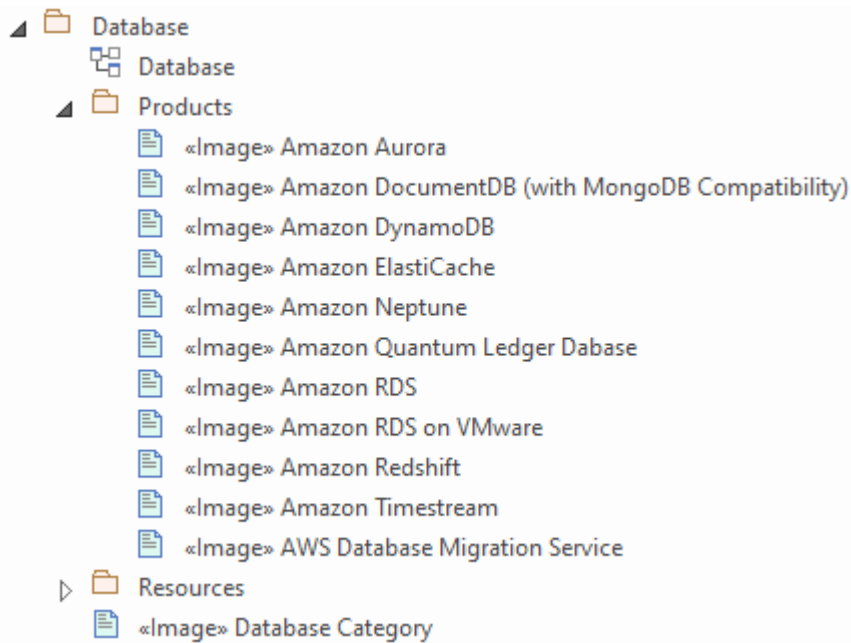 Database
Database
Products
«Image» Amazon Aurora
«Image» Amazon DocumentDB (with MongoDB Compatibility)
«Image» Amazon DynamoDB
«Image» Amazon ElastiCache
«Image» Amazon Neptune
«Image» Amazon Quantum Ledger Dabase
«Image» Amazon RDS
«Image» Amazon RDS on VMware
«Image» Amazon Redshift
«Image» Amazon Timestream
«Image» AWS Database Migration Service
Resources
«Image» Database Category